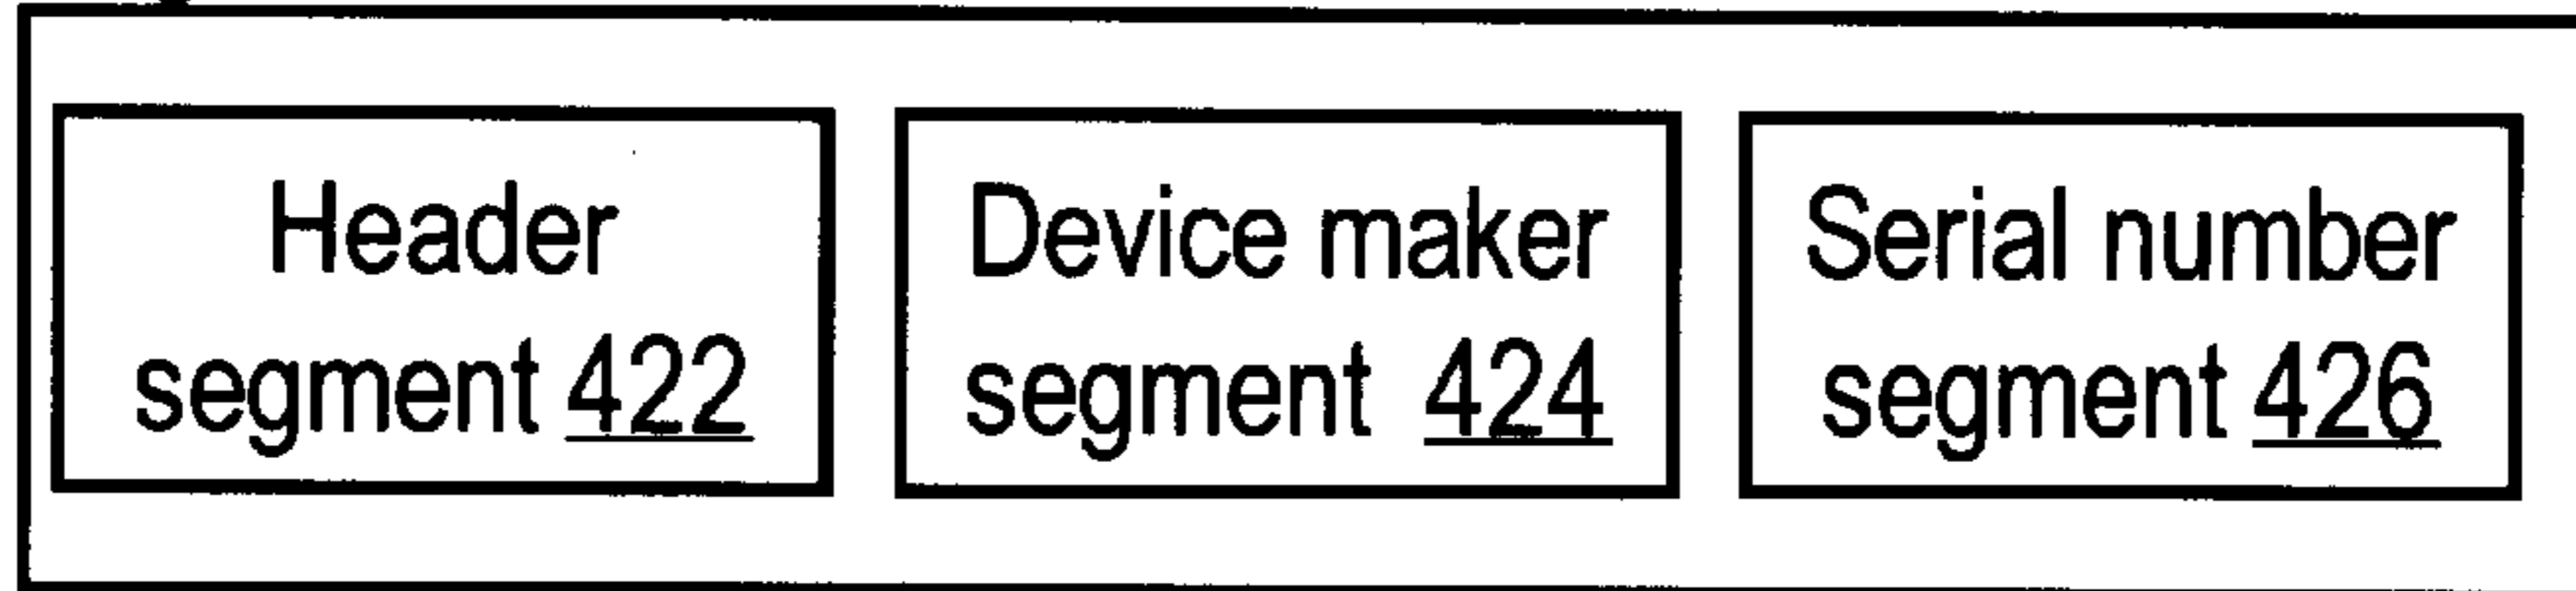 Header
segment 422
Device maker
segment 424
Serial number
segment 426